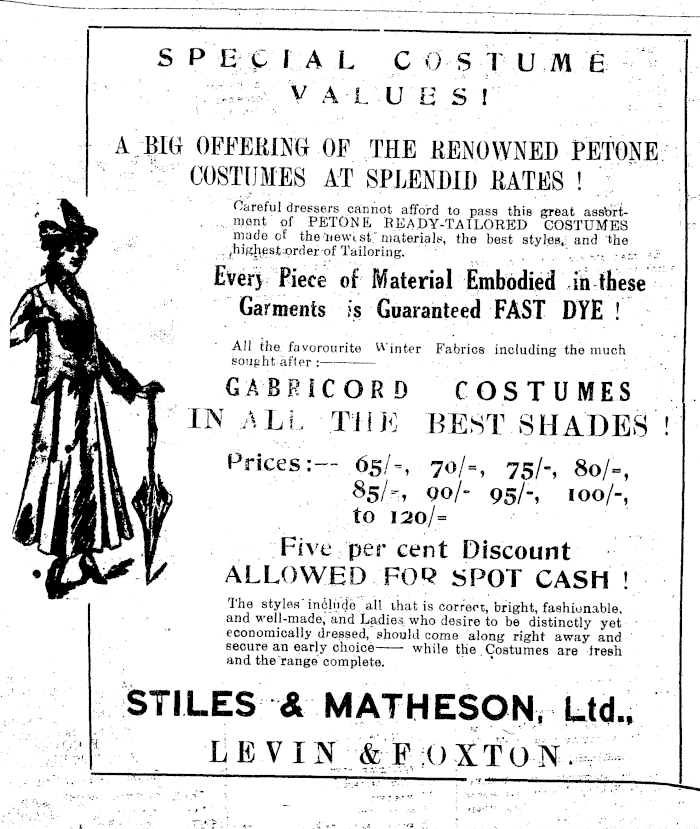 SPECIAL COSTUME
VALUES!
A BIG OFFERING OF THE RENOWNED PETONE
COSTUMES AT SPLENDID RATES !
Careful dressers cannot afford to pass this great assort-
ment of PETONE READY-TAILORED COSTUMES
made of the newest materials, the best styles, and the
highest order of Tailoring.
Every Piece of Material Embodied in these
Garments is Guaranteed FAST DYE !
All the favorourite Winter Fabrics including the much
sought after :———
GABRICORD COSTUMES
IN ALL THE BEST SHADES !
Prices:-- 65/-, 70/=, 75/-, 80/=,
85/-, 90/- 95/-, 100/-,
to 120/=
Five per cent Discount
ALLOWED FOR SPOT CASH !
The styles include all that is correct, bright, fashionable,
and well-made, and Ladies who desire to be distinctly yet
economically dressed, should come along right away and
secure an early choice—— while the Costumes are fresh
and the range complete.
STILES & MATHESON, Ltd.,
LEVIN & FOXTON.